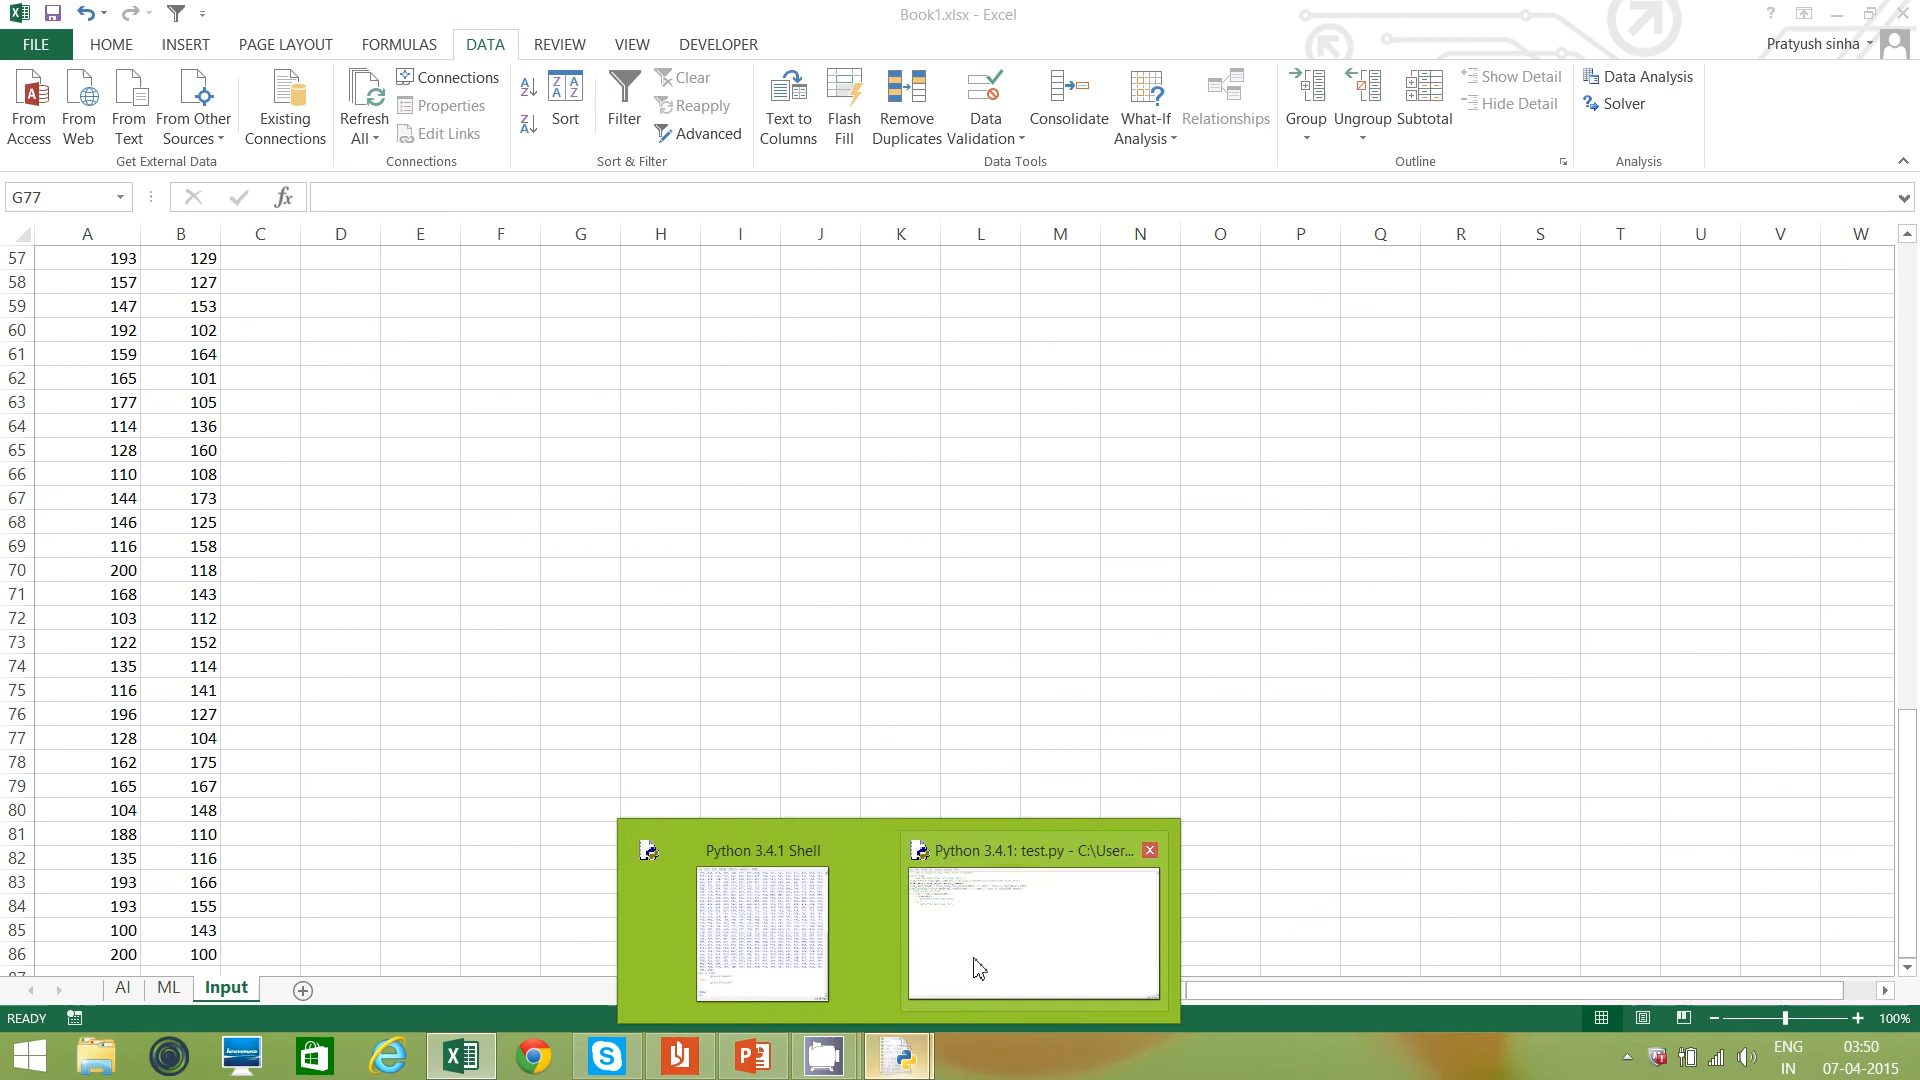 Book1.xlsx - Excel
FILE HOME INSERT PAGE LAYOUT FORMULAS DATA REVIEW VIEW DEVELOPER
Pratyush sinha
From Access
From Web
From Text
From Other Sources
Existing Connections
Get External Data
Refresh All
Connections
Properties
Edit Links
Connections
Sort
Filter
Clear
Reapply
Advanced
Sort & Filter
Text to Columns
Flash Fill
Remove Duplicates
Data Validation
Consolidate
What-If Analysis
Relationships
Data Tools
Group
Ungroup
Subtotal
Show Detail
Hide Detail
Outline
Data Analysis
Solver
Analysis
G77
fx
A B C D E F G H I J K L M N O P Q R S T U V W
57 193 129
58 157 127
59 147 153
60 192 102
61 159 164
62 165 101
63 177 105
64 114 136
65 128 160
66 110 108
67 144 173
68 146 125
69 116 158
70 200 118
71 168 143
72 103 112
73 122 152
74 135 114
75 116 141
76 196 127
77 128 104
78 162 175
79 165 167
80 104 148
81 188 110
82 135 116
83 193 166
84 193 155
85 100 143
86 200 100
Python 3.4.1 Shell
Python 3.4.1: test.py - C:\User...
AI ML Input
READY
100%
ENG
IN
03:50
07-04-2015